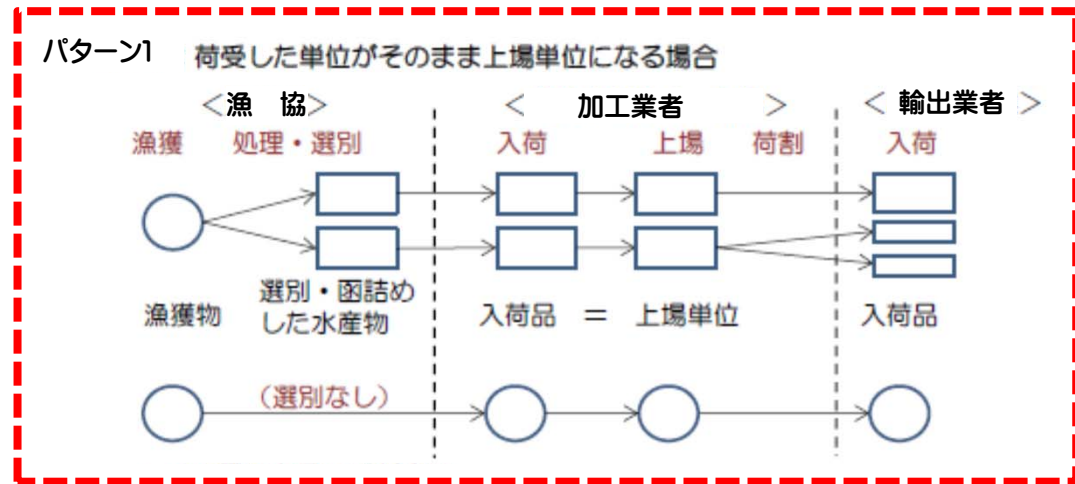 パターン1 荷受した単位がそのまま上場単位になる場合
＜漁 協＞ ＜ 加工業者 ＞ ＜ 輸出業者 ＞
漁獲 処理・選別 入荷 上場 荷割 入荷
漁獲物 選別・函詰め
した水産物 入荷品 ＝ 上場単位 入荷品
（選別なし）